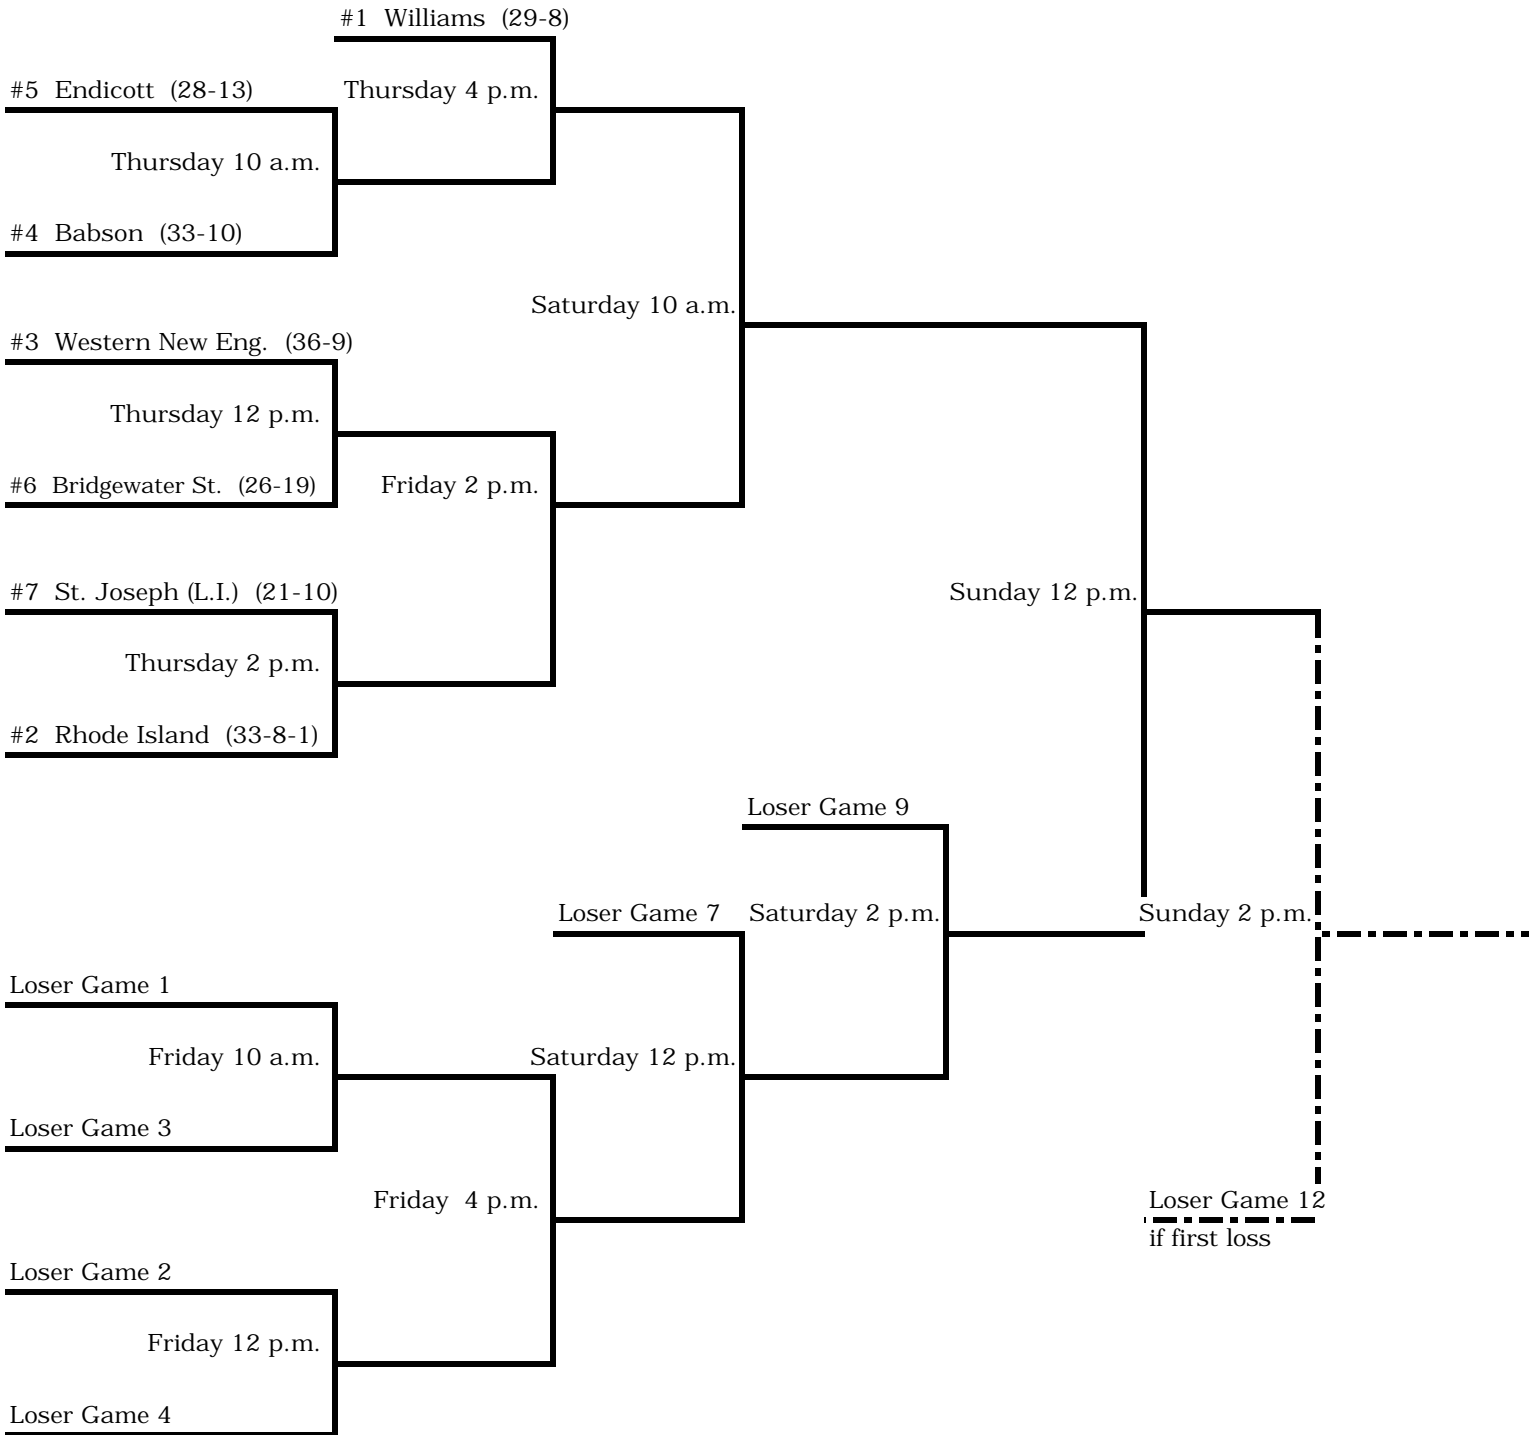 #1 Williams (29-8)
#5 Endicott (28-13)
Thursday 4 p.m.
Thursday 10 a.m.
#4 Babson (33-10)
Saturday 10 a.m.
#3 Western New Eng. (36-9)
Thursday 12 p.m.
#6 Bridgewater St. (26-19)
Friday 2 p.m.
#7 St. Joseph (L.I.) (21-10)
Sunday 12 p.m.
Thursday 2 p.m.
#2 Rhode Island (33-8-1)
Loser Game 9
Loser Game 7
Saturday 2 p.m.
Sunday 2 p.m.
Loser Game 1
Friday 10 a.m.
Saturday 12 p.m.
Loser Game 3
Friday 4 p.m.
Loser Game 12
if first loss
Loser Game 2
Friday 12 p.m.
Loser Game 4